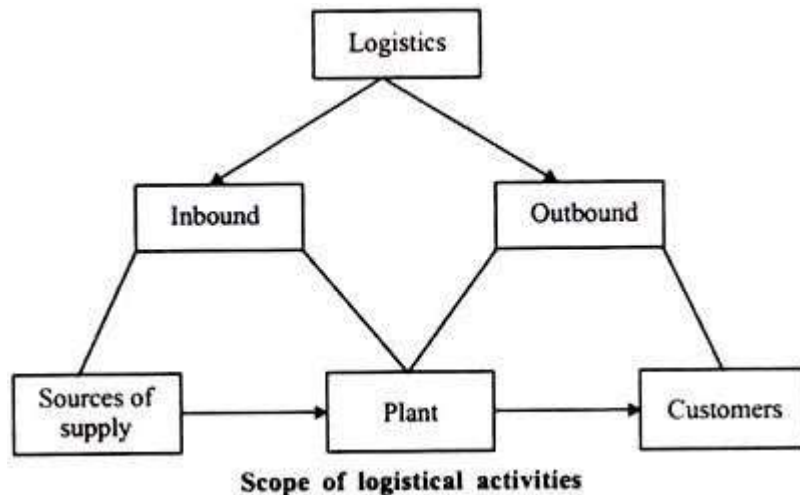 Logistics
Inbound
Outbound
Sources of
supply
Plant
Customers
Scope of logistical activities